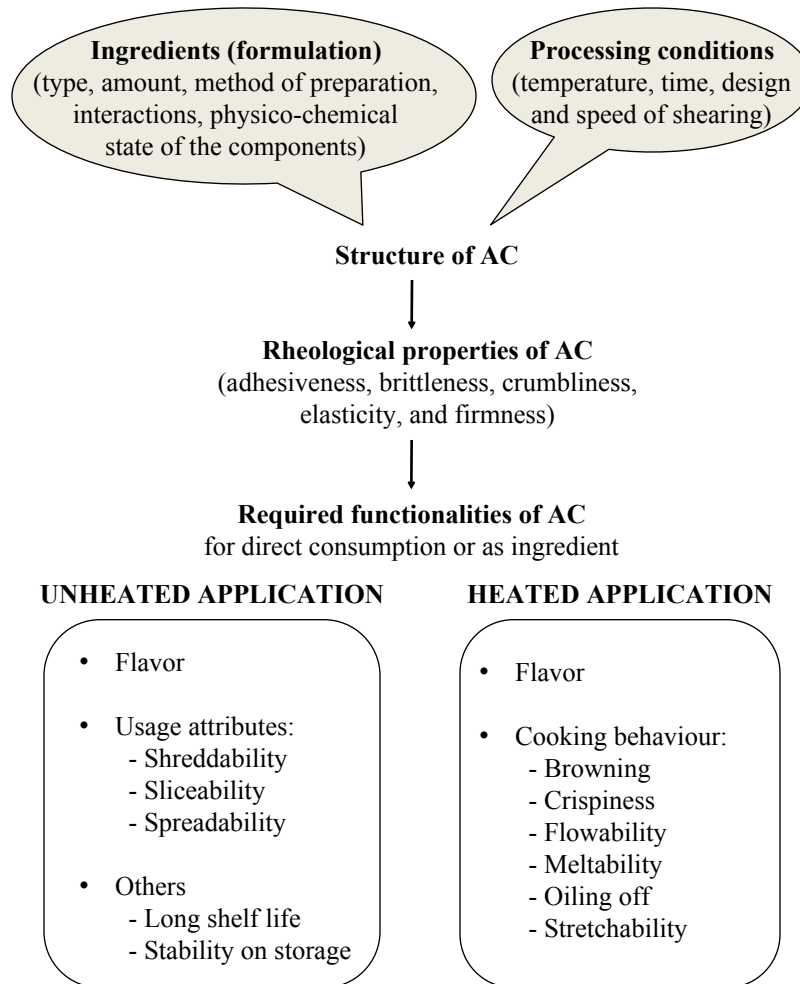 Ingredients (formulation)
(type, amount, method of preparation,
interactions, physico-chemical
state of the components)
Processing conditions
(temperature, time, design
and speed of shearing)
Structure of AC
Rheological properties of AC
(adhesiveness, brittleness, crumbliness,
elasticity, and firmness)
Required functionalities of AC
for direct consumption or as ingredient
UNHEATED APPLICATION
• Flavor
• Usage attributes:
- Shreddability
- Sliceability
- Spreadability
• Others
- Long shelf life
- Stability on storage
HEATED APPLICATION
• Flavor
• Cooking behaviour:
- Browning
- Crispiness
- Flowability
- Meltability
- Oiling off
- Stretchability